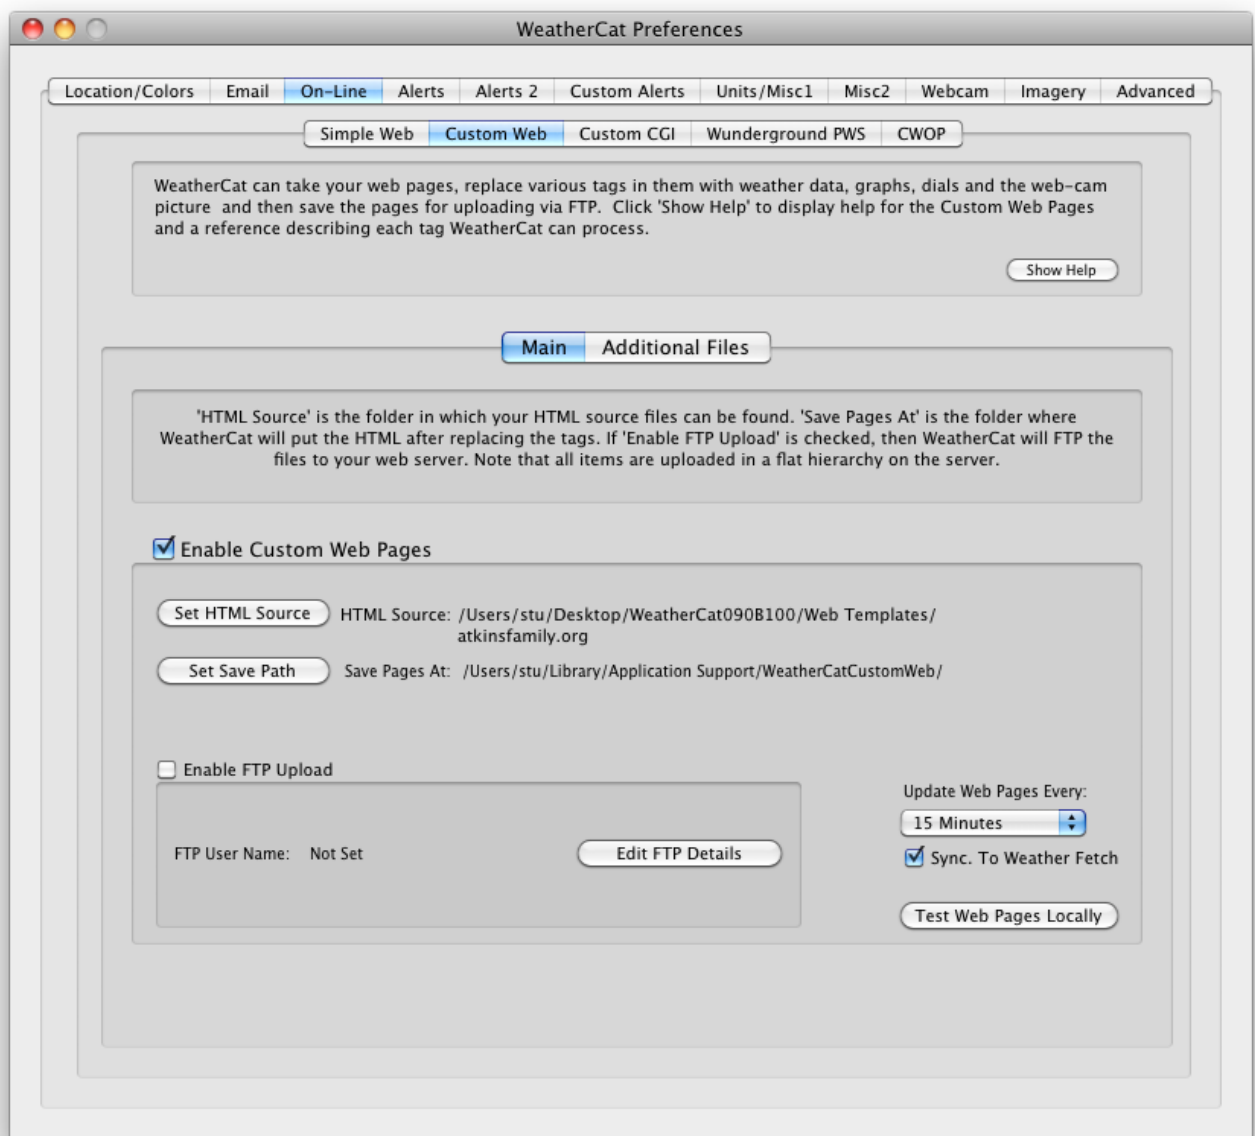 WeatherCat Preferences
Location/Colors Email On-Line Alerts Alerts 2 Custom Alerts Units/Misc1 Misc2 Webcam Imagery Advanced
Simple Web Custom Web Custom CGI Wunderground PWS CWOP
WeatherCat can take your web pages, replace various tags in them with weather data, graphs, dials and the web-cam
picture and then save the pages for uploading via FTP. Click 'Show Help' to display help for the Custom Web Pages
and a reference describing each tag WeatherCat can process.
Show Help
Main Additional Files
'HTML Source' is the folder in which your HTML source files can be found. 'Save Pages At' is the folder where
WeatherCat will put the HTML after replacing the tags. If 'Enable FTP Upload' is checked, then WeatherCat will FTP the
files to your web server. Note that all items are uploaded in a flat hierarchy on the server.
Enable Custom Web Pages
Set HTML Source HTML Source: /Users/stu/Desktop/WeatherCat090B100/Web Templates/
atkinsfamily.org
Set Save Path Save Pages At: /Users/stu/Library/Application Support/WeatherCatCustomWeb/
Enable FTP Upload
Update Web Pages Every:
15 Minutes
FTP User Name: Not Set Edit FTP Details
Sync. To Weather Fetch
Test Web Pages Locally